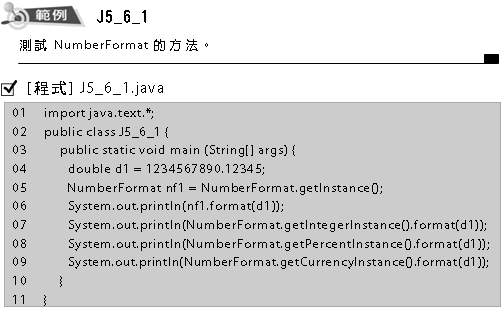 範例 J5_6_1
測試 NumberFormat 的方法。
[程式] J5_6_1.java
01 import java.text.*;
02 public class J5_6_1 {
03 public static void main (String[] args) {
04 double d1 = 1234567890.12345;
05 NumberFormat nf1 = NumberFormat.getInstance();
06 System.out.println(nf1.format(d1));
07 System.out.println(NumberFormat.getIntegerInstance().format(d1));
08 System.out.println(NumberFormat.getPercentInstance().format(d1));
09 System.out.println(NumberFormat.getCurrencyInstance().format(d1));
10 }
11 }